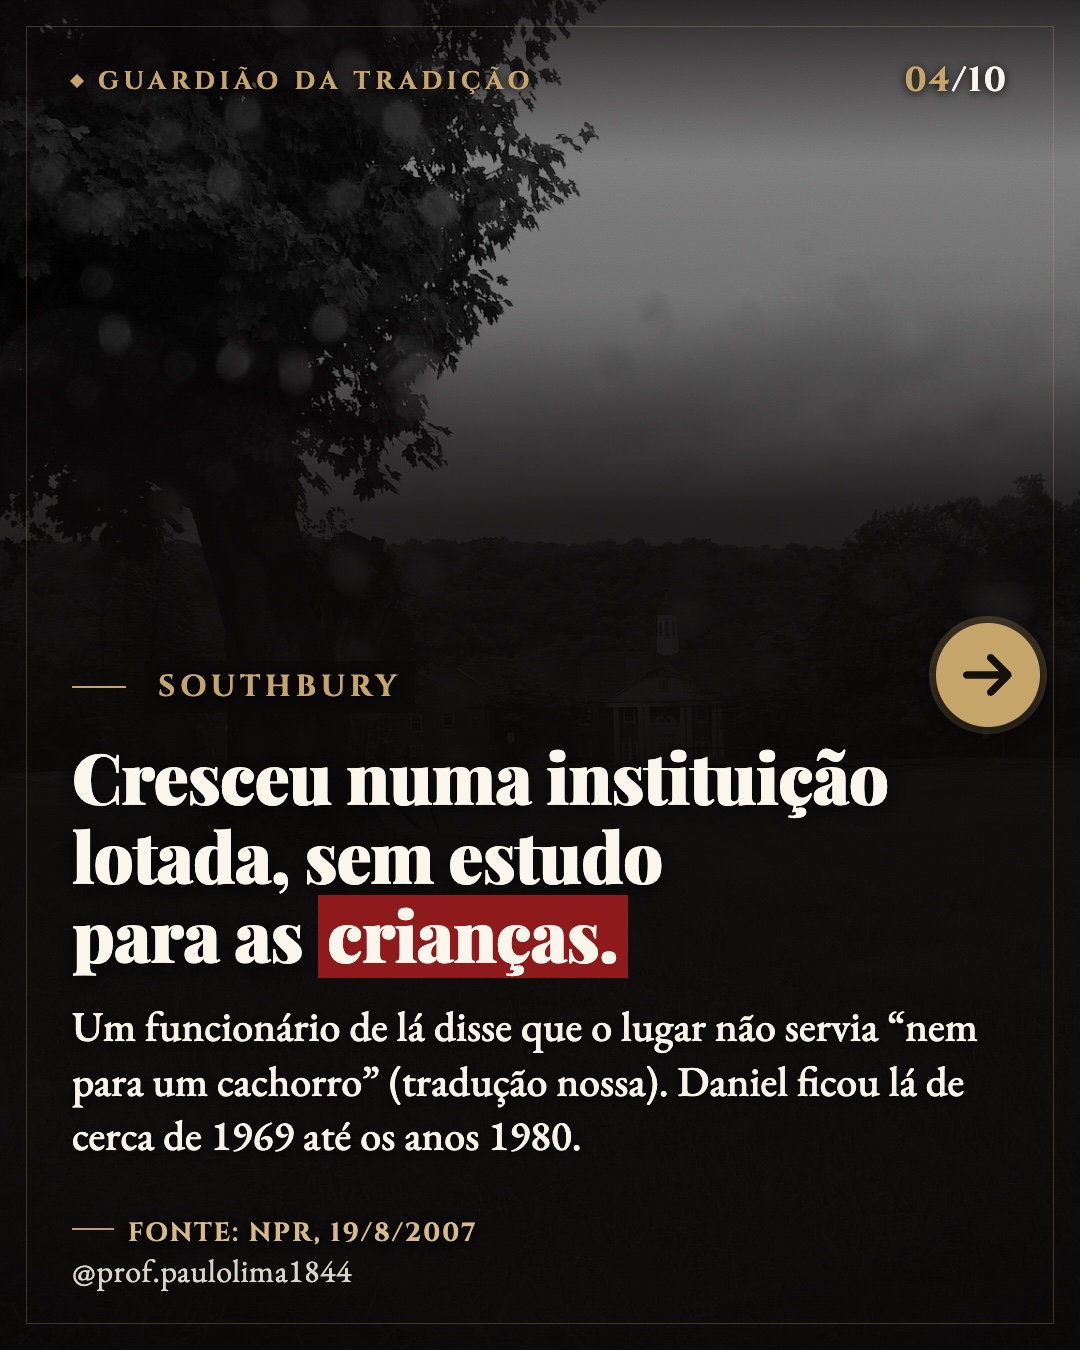 GUARDIÃO DA TRADIÇÃO
04/10
SOUTHBURY
Cresceu numa instituição
lotada, sem estudo
para as crianças.
Um funcionário de lá disse que o lugar não servia “nem
para um cachorro” (tradução nossa). Daniel ficou lá de
cerca de 1969 até os anos 1980.
FONTE: NPR, 19/8/2007
@prof.paulolima1844